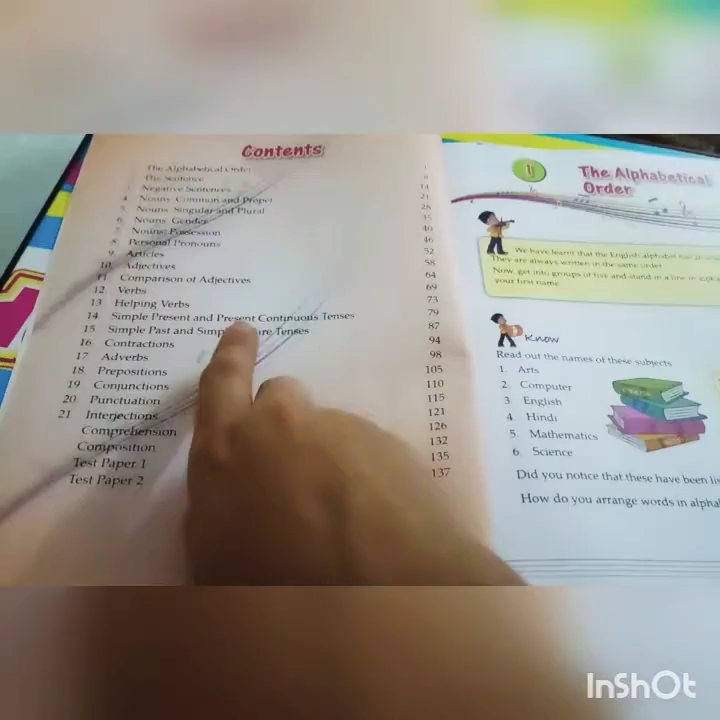 Contents
The Alphabetical Order 1
The Sentence 8
3 Negative Sentences 14
4. Nouns Common and Proper 21
5. Nouns Singular and Plural 28
6. Nouns Gender 35
7. Nouns Possession 40
8. Personal Pronouns 46
9. Articles 52
10. Adjectives 58
11. Comparison of Adjectives 64
12. Verbs 69
13 Helping Verbs 73
14 Simple Present and Present Continuous Tenses 79
15 Simple Past and Simple Tenses 87
16 Contractions 94
17 Adverbs 98
18. Prepositions 105
19 Conjunctions 110
20 Punctuation 115
21 Interjections 121
Comprehension 126
Composition 132
Test Paper 1 135
Test Paper 2 137
1
The Alphabetical
Order
We have learnt that the English alphabet has
They are always written in the same order
Now, get into groups of five and stand in a line in
your first name
Know
Read out the names of these subjects
1. Arts
2. Computer
3. English
4. Hindi
5. Mathematics
6. Science
Did you notice that these have been
How do you arrange words in
InShOt